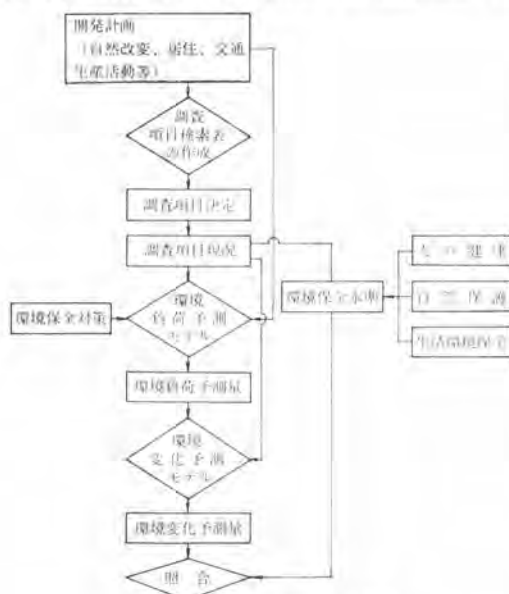 開発計画
(自然改変、居住、交通
生産活動等)
調査
項目検索表
の作成
調査項目決定
調査項目現況
環境
負荷予測
モデル
環境保全対策
環境保全水準
人の健康
自然保護
生活環境保全
環境負荷予測量
環境
変化予測
モデル
環境変化予測量
照合